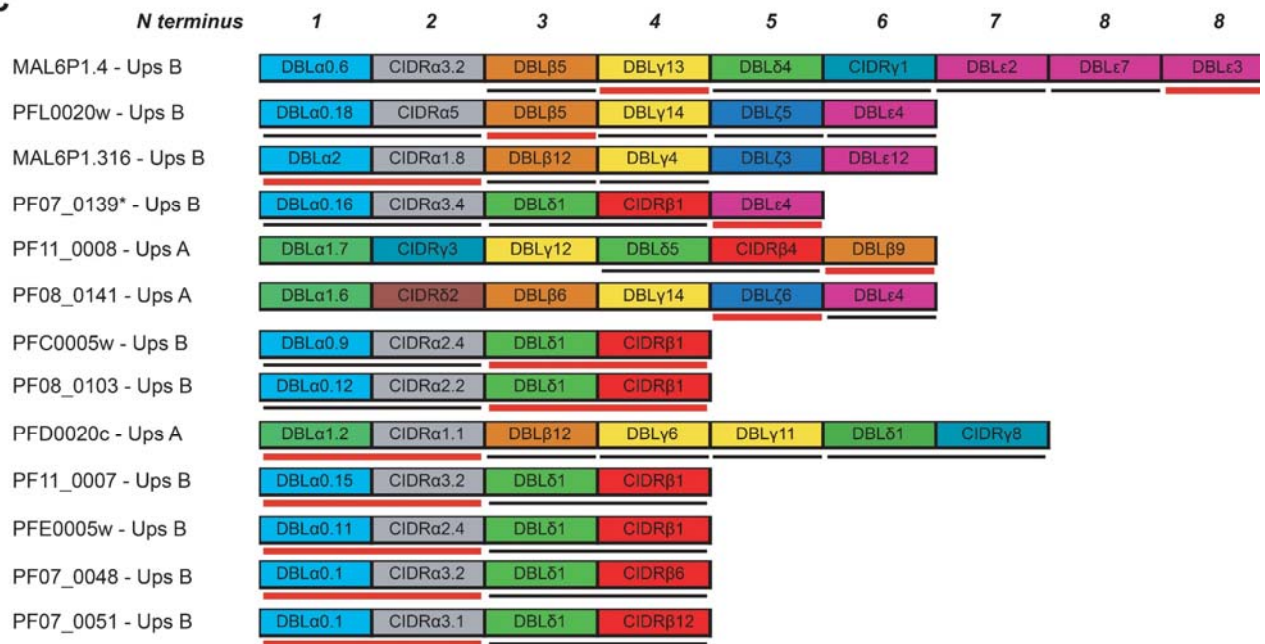 N terminus 1 2 3 4 5 6 7 8 8
MAL6P1.4 - Ups B DBLα0.6 CIDRα3.2 DBLβ5 DBLγ13 DBLδ4 CIDRγ1 DBLε2 DBLε7 DBLε3
PFL0020w - Ups B DBLα0.18 CIDRα5 DBLβ5 DBLγ14 DBLζ5 DBLε4
MAL6P1.316 - Ups B DBLα2 CIDRα1.8 DBLβ12 DBLγ4 DBLζ3 DBLε12
PF07_0139* - Ups B DBLα0.16 CIDRα3.4 DBLδ1 CIDRβ1 DBLε4
PF11_0008 - Ups A DBLα1.7 CIDRγ3 DBLγ12 DBLδ5 CIDRβ4 DBLβ9
PF08_0141 - Ups A DBLα1.6 CIDRδ2 DBLβ6 DBLγ14 DBLζ6 DBLε4
PFC0005w - Ups B DBLα0.9 CIDRα2.4 DBLδ1 CIDRβ1
PF08_0103 - Ups B DBLα0.12 CIDRα2.2 DBLδ1 CIDRβ1
PFD0020c - Ups A DBLα1.2 CIDRα1.1 DBLβ12 DBLγ6 DBLγ11 DBLδ1 CIDRγ8
PF11_0007 - Ups B DBLα0.15 CIDRα3.2 DBLδ1 CIDRβ1
PFE0005w - Ups B DBLα0.11 CIDRα2.4 DBLδ1 CIDRβ1
PF07_0048 - Ups B DBLα0.1 CIDRα3.2 DBLδ1 CIDRβ6
PF07_0051 - Ups B DBLα0.1 CIDRα3.1 DBLδ1 CIDRβ12